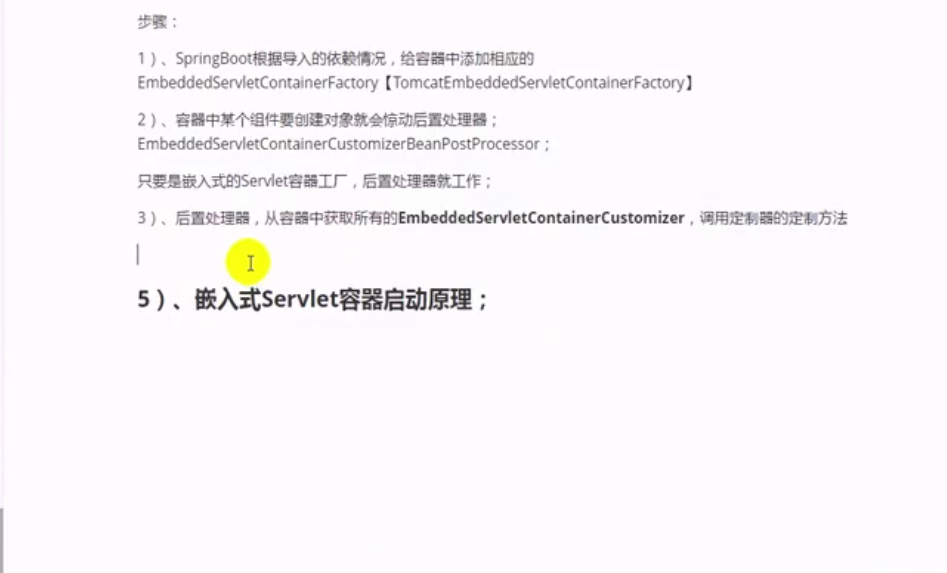 步骤：
1）、SpringBoot根据导入的依赖情况，给容器中添加相应的
EmbeddedServletContainerFactory【TomcatEmbeddedServletContainerFactory】
2）、容器中某个组件要创建对象就会惊动后置处理器；
EmbeddedServletContainerCustomizerBeanPostProcessor；
只要是嵌入式的Servlet容器工厂，后置处理器就工作；
3）、后置处理器，从容器中获取所有的EmbeddedServletContainerCustomizer，调用定制器的定制方法
5）、嵌入式Servlet容器启动原理；